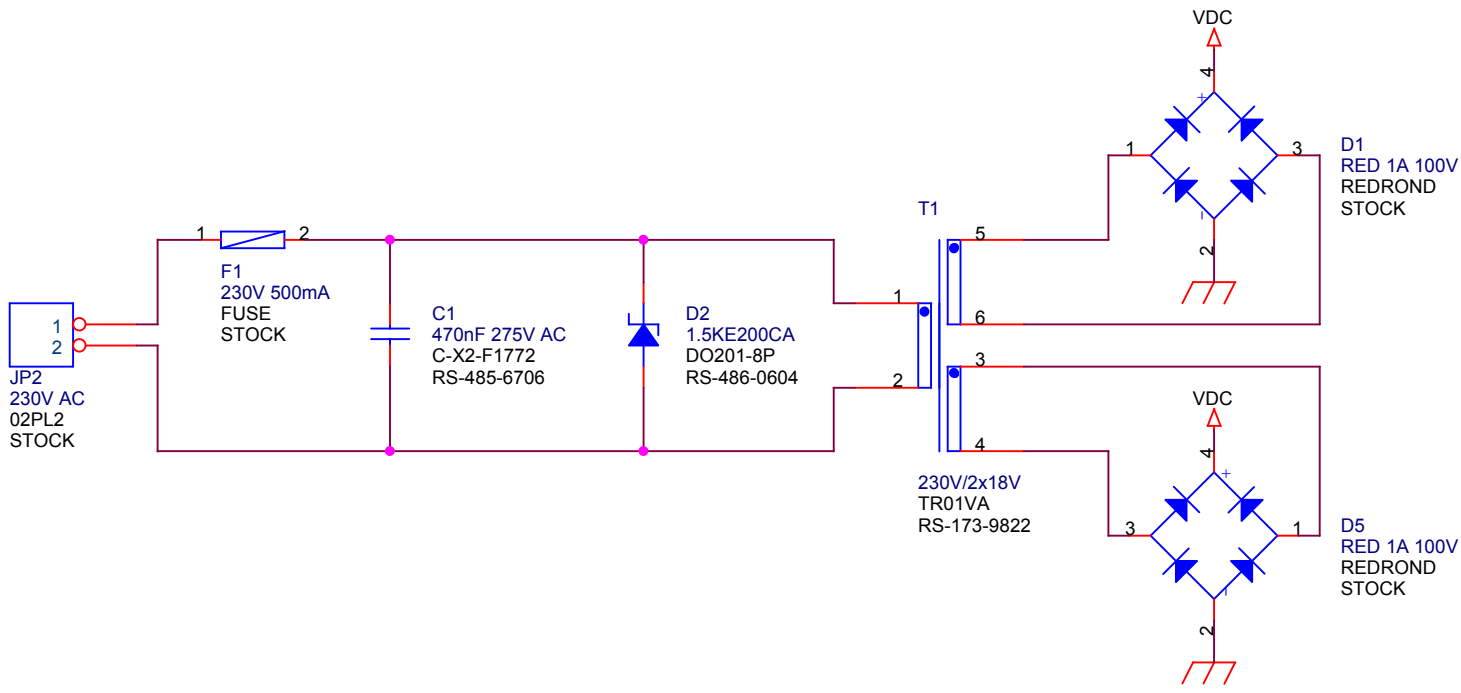 VDC
4
+
1
3
-
2
D1
RED 1A 100V
REDROND
STOCK
1
2
F1
230V 500mA
FUSE
STOCK
1
2
JP2
230V AC
02PL2
STOCK
C1
470nF 275V AC
C-X2-F1772
RS-485-6706
D2
1.5KE200CA
DO201-8P
RS-486-0604
T1
1
2
5
6
3
4
230V/2x18V
TR01VA
RS-173-9822
VDC
4
+
3
1
-
2
D5
RED 1A 100V
REDROND
STOCK